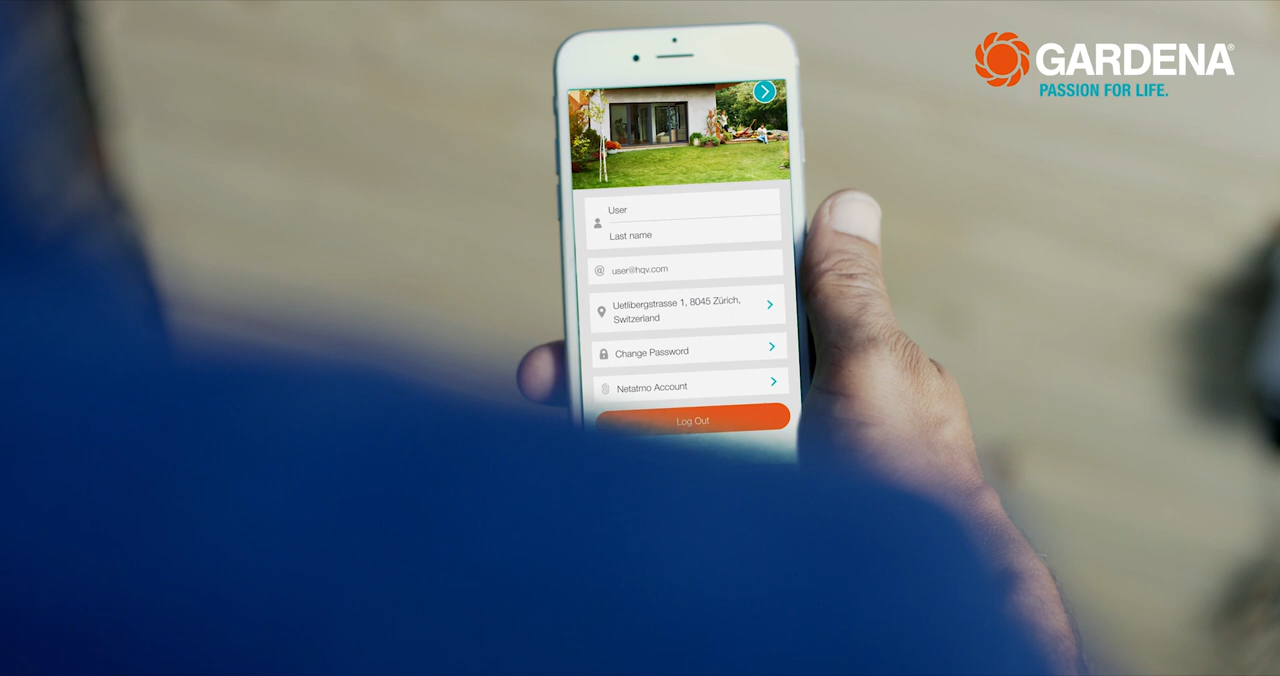 GARDENA®
PASSION FOR LIFE.
User
Last name
@ user@hqv.com
Uetlibergstrasse 1, 8045 Zürich,
Switzerland
Change Password
Netatmo Account
Log Out